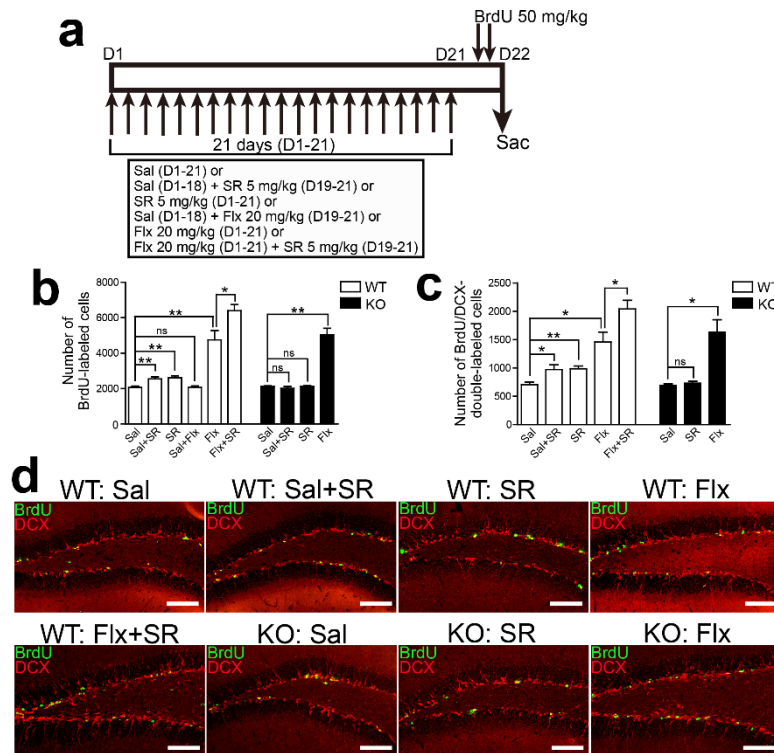 a
BrdU 50 mg/kg
D1
D21
D22
21 days (D1-21)
Sac
Sal (D1-21) or
Sal (D1-18) + SR 5 mg/kg (D19-21) or
SR 5 mg/kg (D1-21) or
Sal (D1-18) + Flx 20 mg/kg (D19-21) or
Flx 20 mg/kg (D1-21) or
Flx 20 mg/kg (D1-21) + SR 5 mg/kg (D19-21)
b
Number of
BrdU-labeled cells
8000
6000
4000
2000
0
WT
KO
**
*
ns
**
**
**
ns
ns
Sal
Sal+SR
SR
Sal+Flx
Flx
Flx+SR
Sal
Sal+SR
SR
Flx
c
Number of BrdU/DCX-
double-labeled cells
2500
2000
1500
1000
500
0
WT
KO
*
*
**
*
*
ns
Sal
Sal+SR
SR
Flx
Flx+SR
Sal
SR
Flx
d
WT: Sal
WT: Sal+SR
WT: SR
WT: Flx
BrdU
DCX
BrdU
DCX
BrdU
DCX
BrdU
DCX
WT: Flx+SR
KO: Sal
KO: SR
KO: Flx
BrdU
DCX
BrdU
DCX
BrdU
DCX
BrdU
DCX